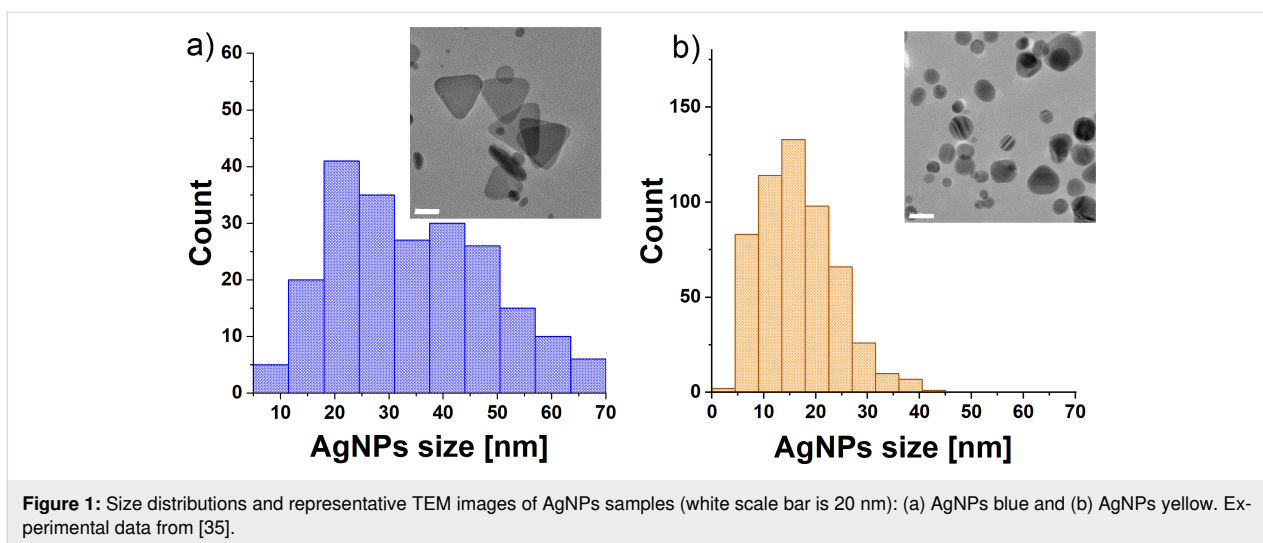 a)
60
50
40
30
20
10
0
Count
10 20 30 40 50 60 70
AgNPs size [nm]
b)
150
100
50
0
Count
0 10 20 30 40 50 60 70
AgNPs size [nm]
Figure 1: Size distributions and representative TEM images of AgNPs samples (white scale bar is 20 nm): (a) AgNPs blue and (b) AgNPs yellow. Ex-
perimental data from [35].